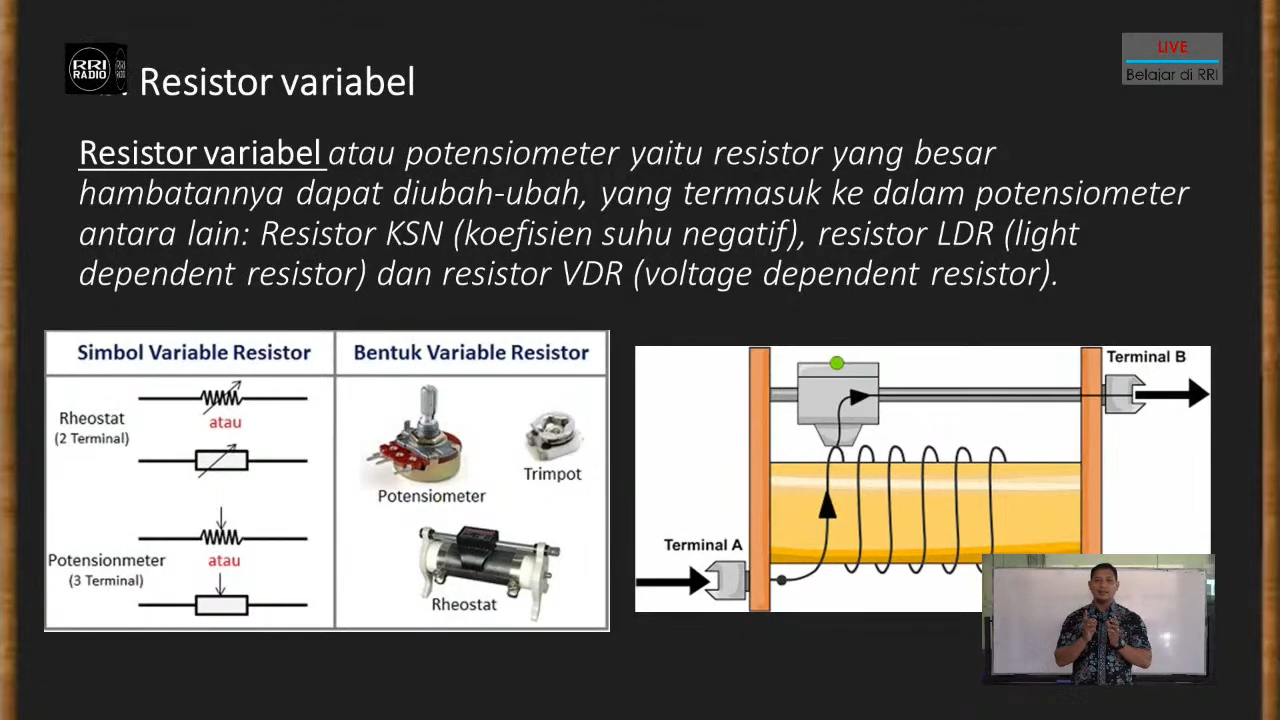 RRI
RADIO
LIVE
Belajar di RRI
Resistor variabel
Resistor variabel atau potensiometer yaitu resistor yang besar
hambatannya dapat diubah-ubah, yang termasuk ke dalam potensiometer
antara lain: Resistor KSN (koefisien suhu negatif), resistor LDR (light
dependent resistor) dan resistor VDR (voltage dependent resistor).
Simbol Variable Resistor
Bentuk Variable Resistor
Rheostat
(2 Terminal)
atau
Potensionmeter
(3 Terminal)
atau
Potensiometer
Trimpot
Rheostat
Terminal B
Terminal A